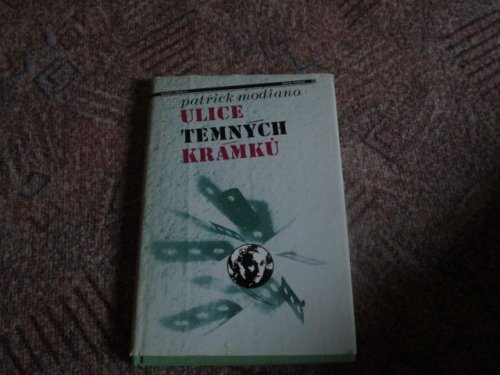 patrick modiano
ULICE
TEMNÝCH
KRÁMKŮ